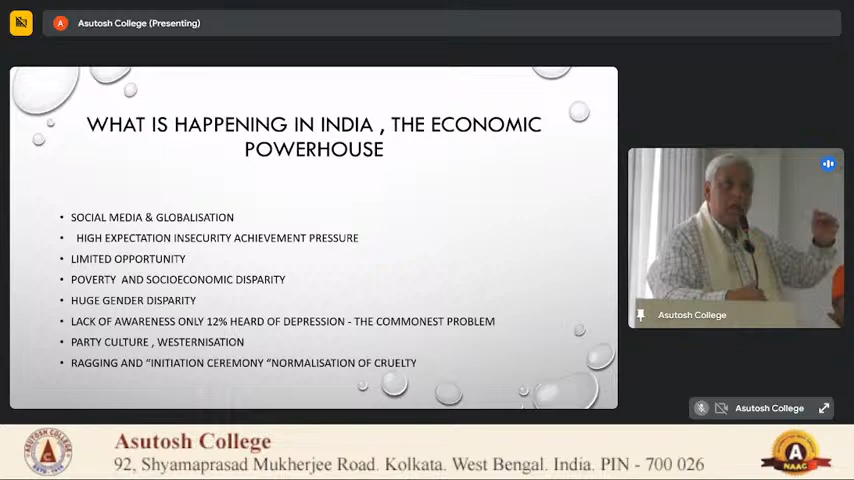 A Asutosh College (Presenting)
WHAT IS HAPPENING IN INDIA , THE ECONOMIC
POWERHOUSE
• SOCIAL MEDIA & GLOBALISATION
• HIGH EXPECTATION INSECURITY ACHIEVEMENT PRESSURE
• LIMITED OPPORTUNITY
• POVERTY AND SOCIOECONOMIC DISPARITY
• HUGE GENDER DISPARITY
• LACK OF AWARENESS ONLY 12% HEARD OF DEPRESSION - THE COMMONEST PROBLEM
• PARTY CULTURE , WESTERNISATION
• RAGGING AND “INITIATION CEREMONY “NORMALISATION OF CRUELTY
Asutosh College
Asutosh College
ASUTOSH COLLEGE
Asutosh College
92, Shyamaprasad Mukherjee Road. Kolkata. West Bengal. India. PIN - 700 026
A
NAAC